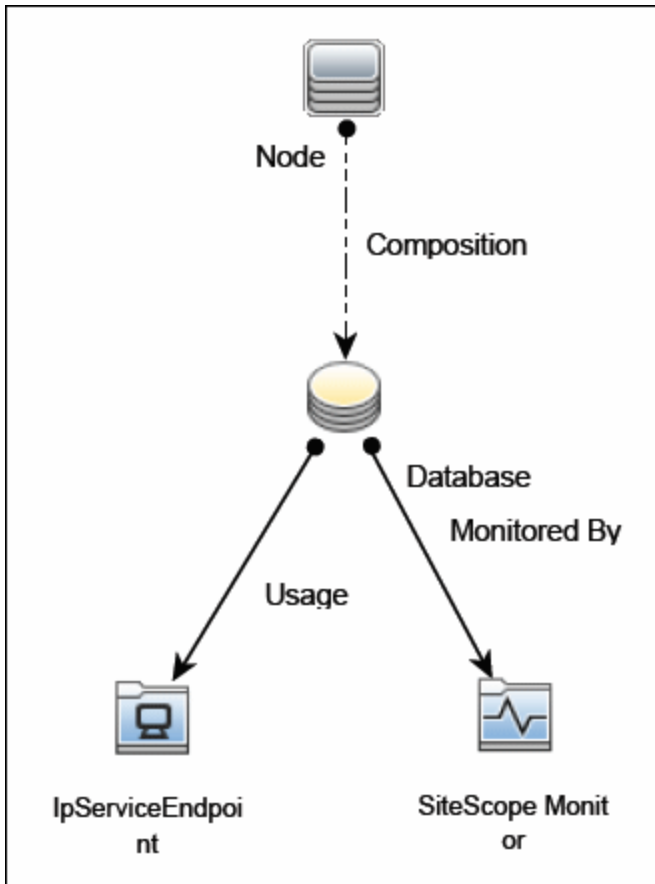 Node
Composition
Database
Monitored By
Usage
IpServiceEndpoi
nt
SiteScope Monit
or